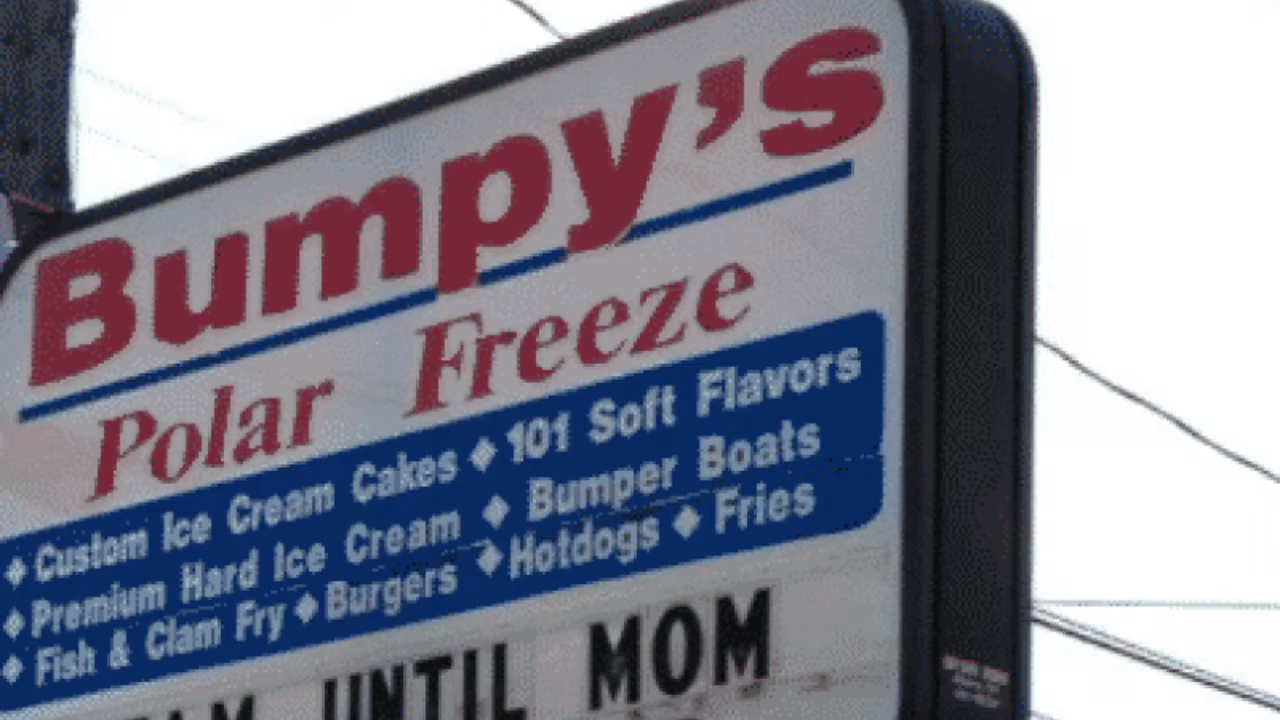 Bumpy's
Polar Freeze
◆ Custom Ice Cream Cakes ◆ 101 Soft Flavors
◆ Premium Hard Ice Cream ◆ Bumper Boats
◆ Fish & Clam Fry ◆ Burgers ◆ Hotdogs ◆ Fries
UNTIL MOM